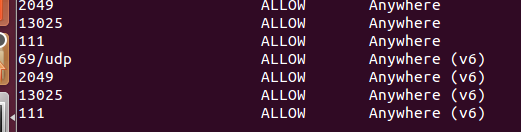 2049 ALLOW Anywhere
13025 ALLOW Anywhere
111 ALLOW Anywhere
69/udp ALLOW Anywhere (v6)
2049 ALLOW Anywhere (v6)
13025 ALLOW Anywhere (v6)
111 ALLOW Anywhere (v6)